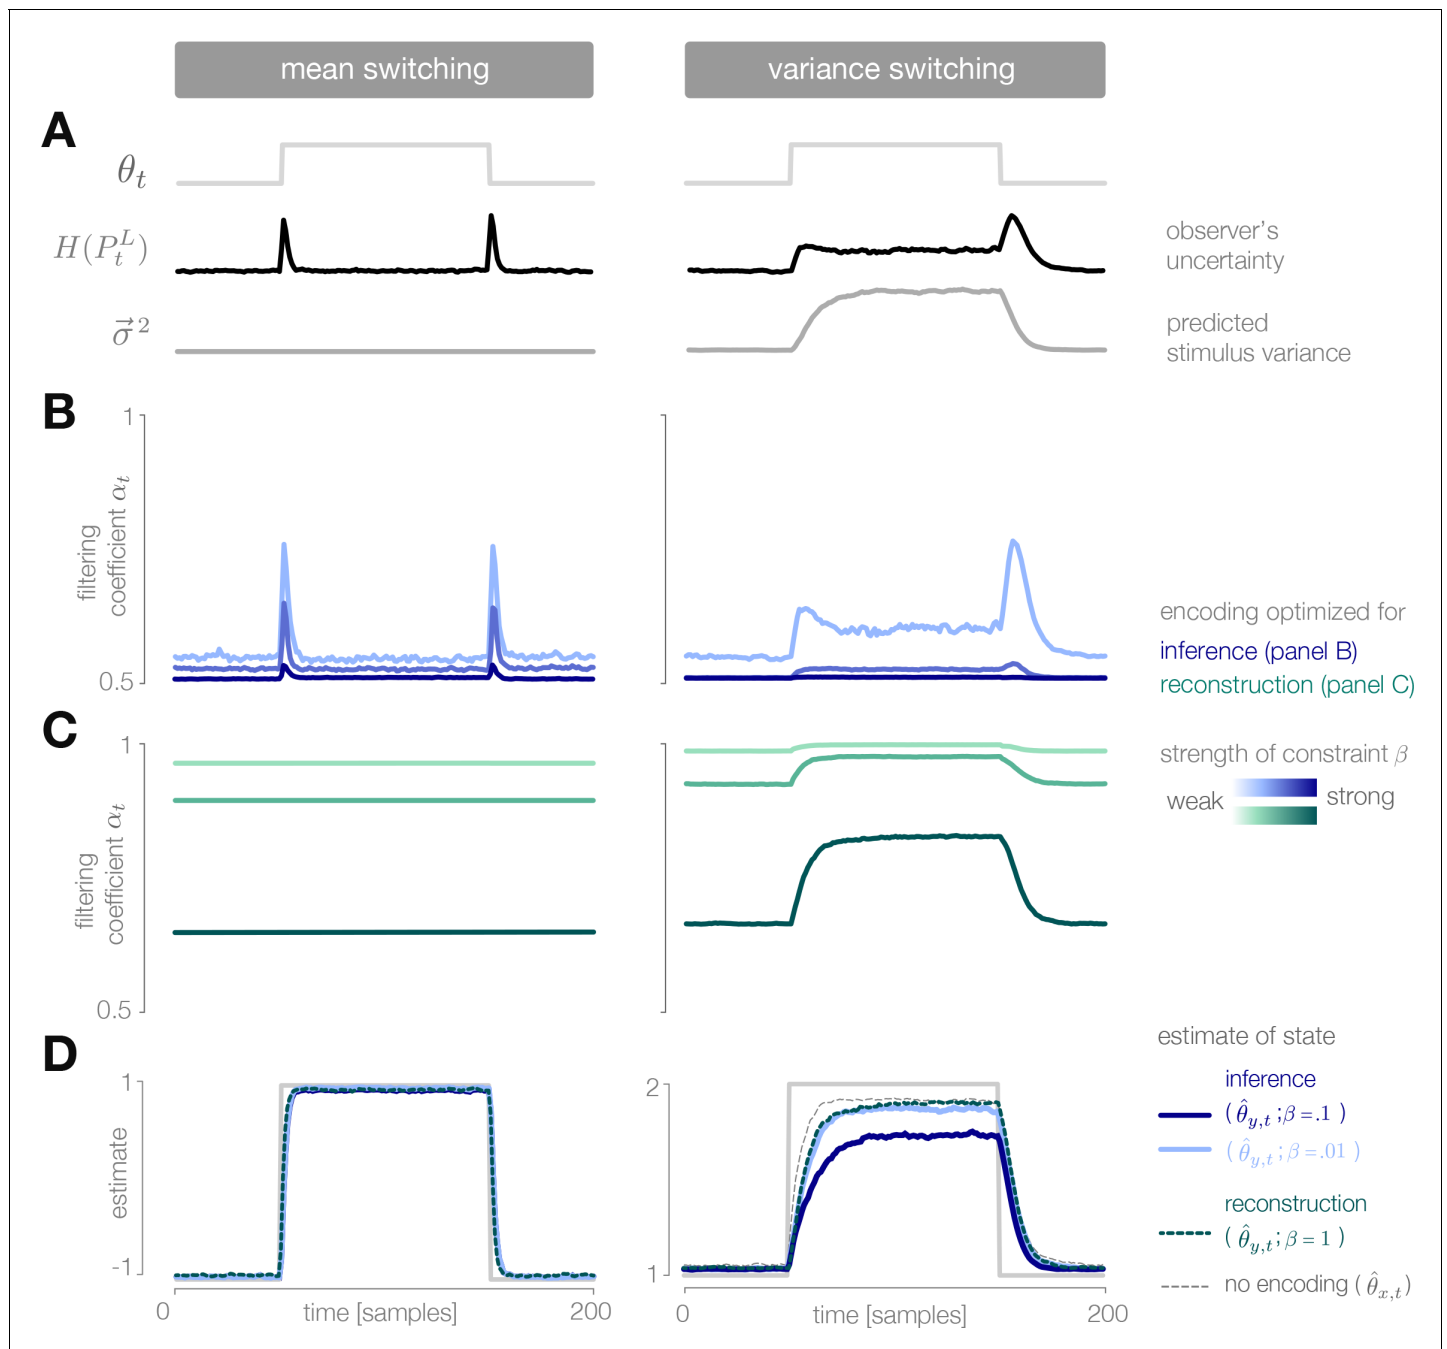 mean switching
variance switching
A
θt
H(P_t^L)
observer's
uncertainty
σ⃗ ²
predicted
stimulus variance
B
1
filtering
coefficient αt
0.5
encoding optimized for
inference (panel B)
reconstruction (panel C)
C
1
filtering
coefficient αt
0.5
strength of constraint β
weak
strong
D
1
estimate
-1
2
1
0
time [samples]
200
0
time [samples]
200
estimate of state
inference
( θ̂y,t ; β = .1 )
( θ̂y,t ; β = .01 )
reconstruction
( θ̂y,t ; β = 1 )
no encoding ( θ̂x,t )